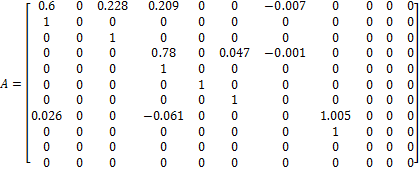 0.6 0 0.228 0.209 0 0 −0.007 0 0 0 0
1 0 0 0 0 0 0 0 0 0 0
0 0 1 0 0 0 0 0 0 0 0
0 0 0 0.78 0 0.047 −0.001 0 0 0 0
0 0 0 1 0 0 0 0 0 0 0
A = 0 0 0 0 1 0 0 0 0 0 0
0 0 0 0 0 1 0 0 0 0 0
0.026 0 0 −0.061 0 0 0 1.005 0 0 0
0 0 0 0 0 0 0 1 0 0 0
0 0 0 0 0 0 0 0 0 0 0
0 0 0 0 0 0 0 0 0 0 0